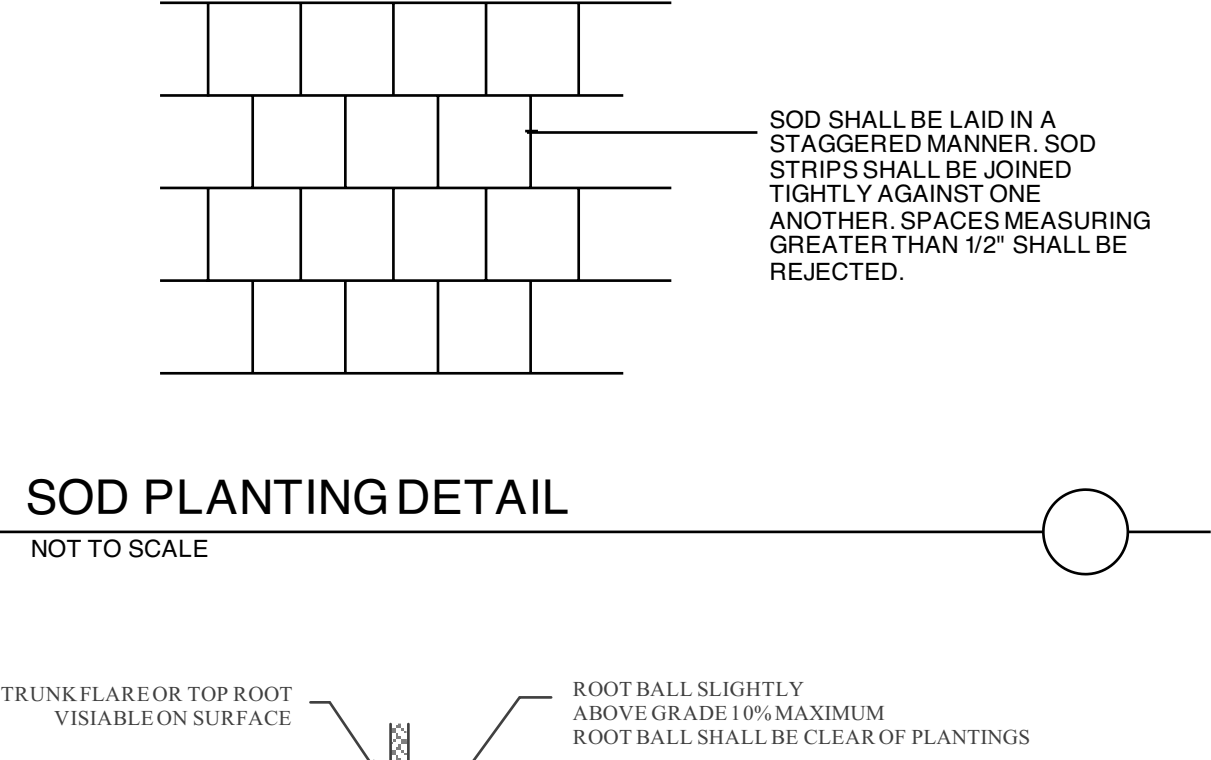 SOD SHALL BE LAID IN A
STAGGERED MANNER. SOD
STRIPS SHALL BE JOINED
TIGHTLY AGAINST ONE
ANOTHER. SPACES MEASURING
GREATER THAN 1/2" SHALL BE
REJECTED.
SOD PLANTING DETAIL
NOT TO SCALE
TRUNK FLARE OR TOP ROOT
VISIABLE ON SURFACE
ROOT BALL SLIGHTLY
ABOVE GRADE 10% MAXIMUM
ROOT BALL SHALL BE CLEAR OF PLANTINGS